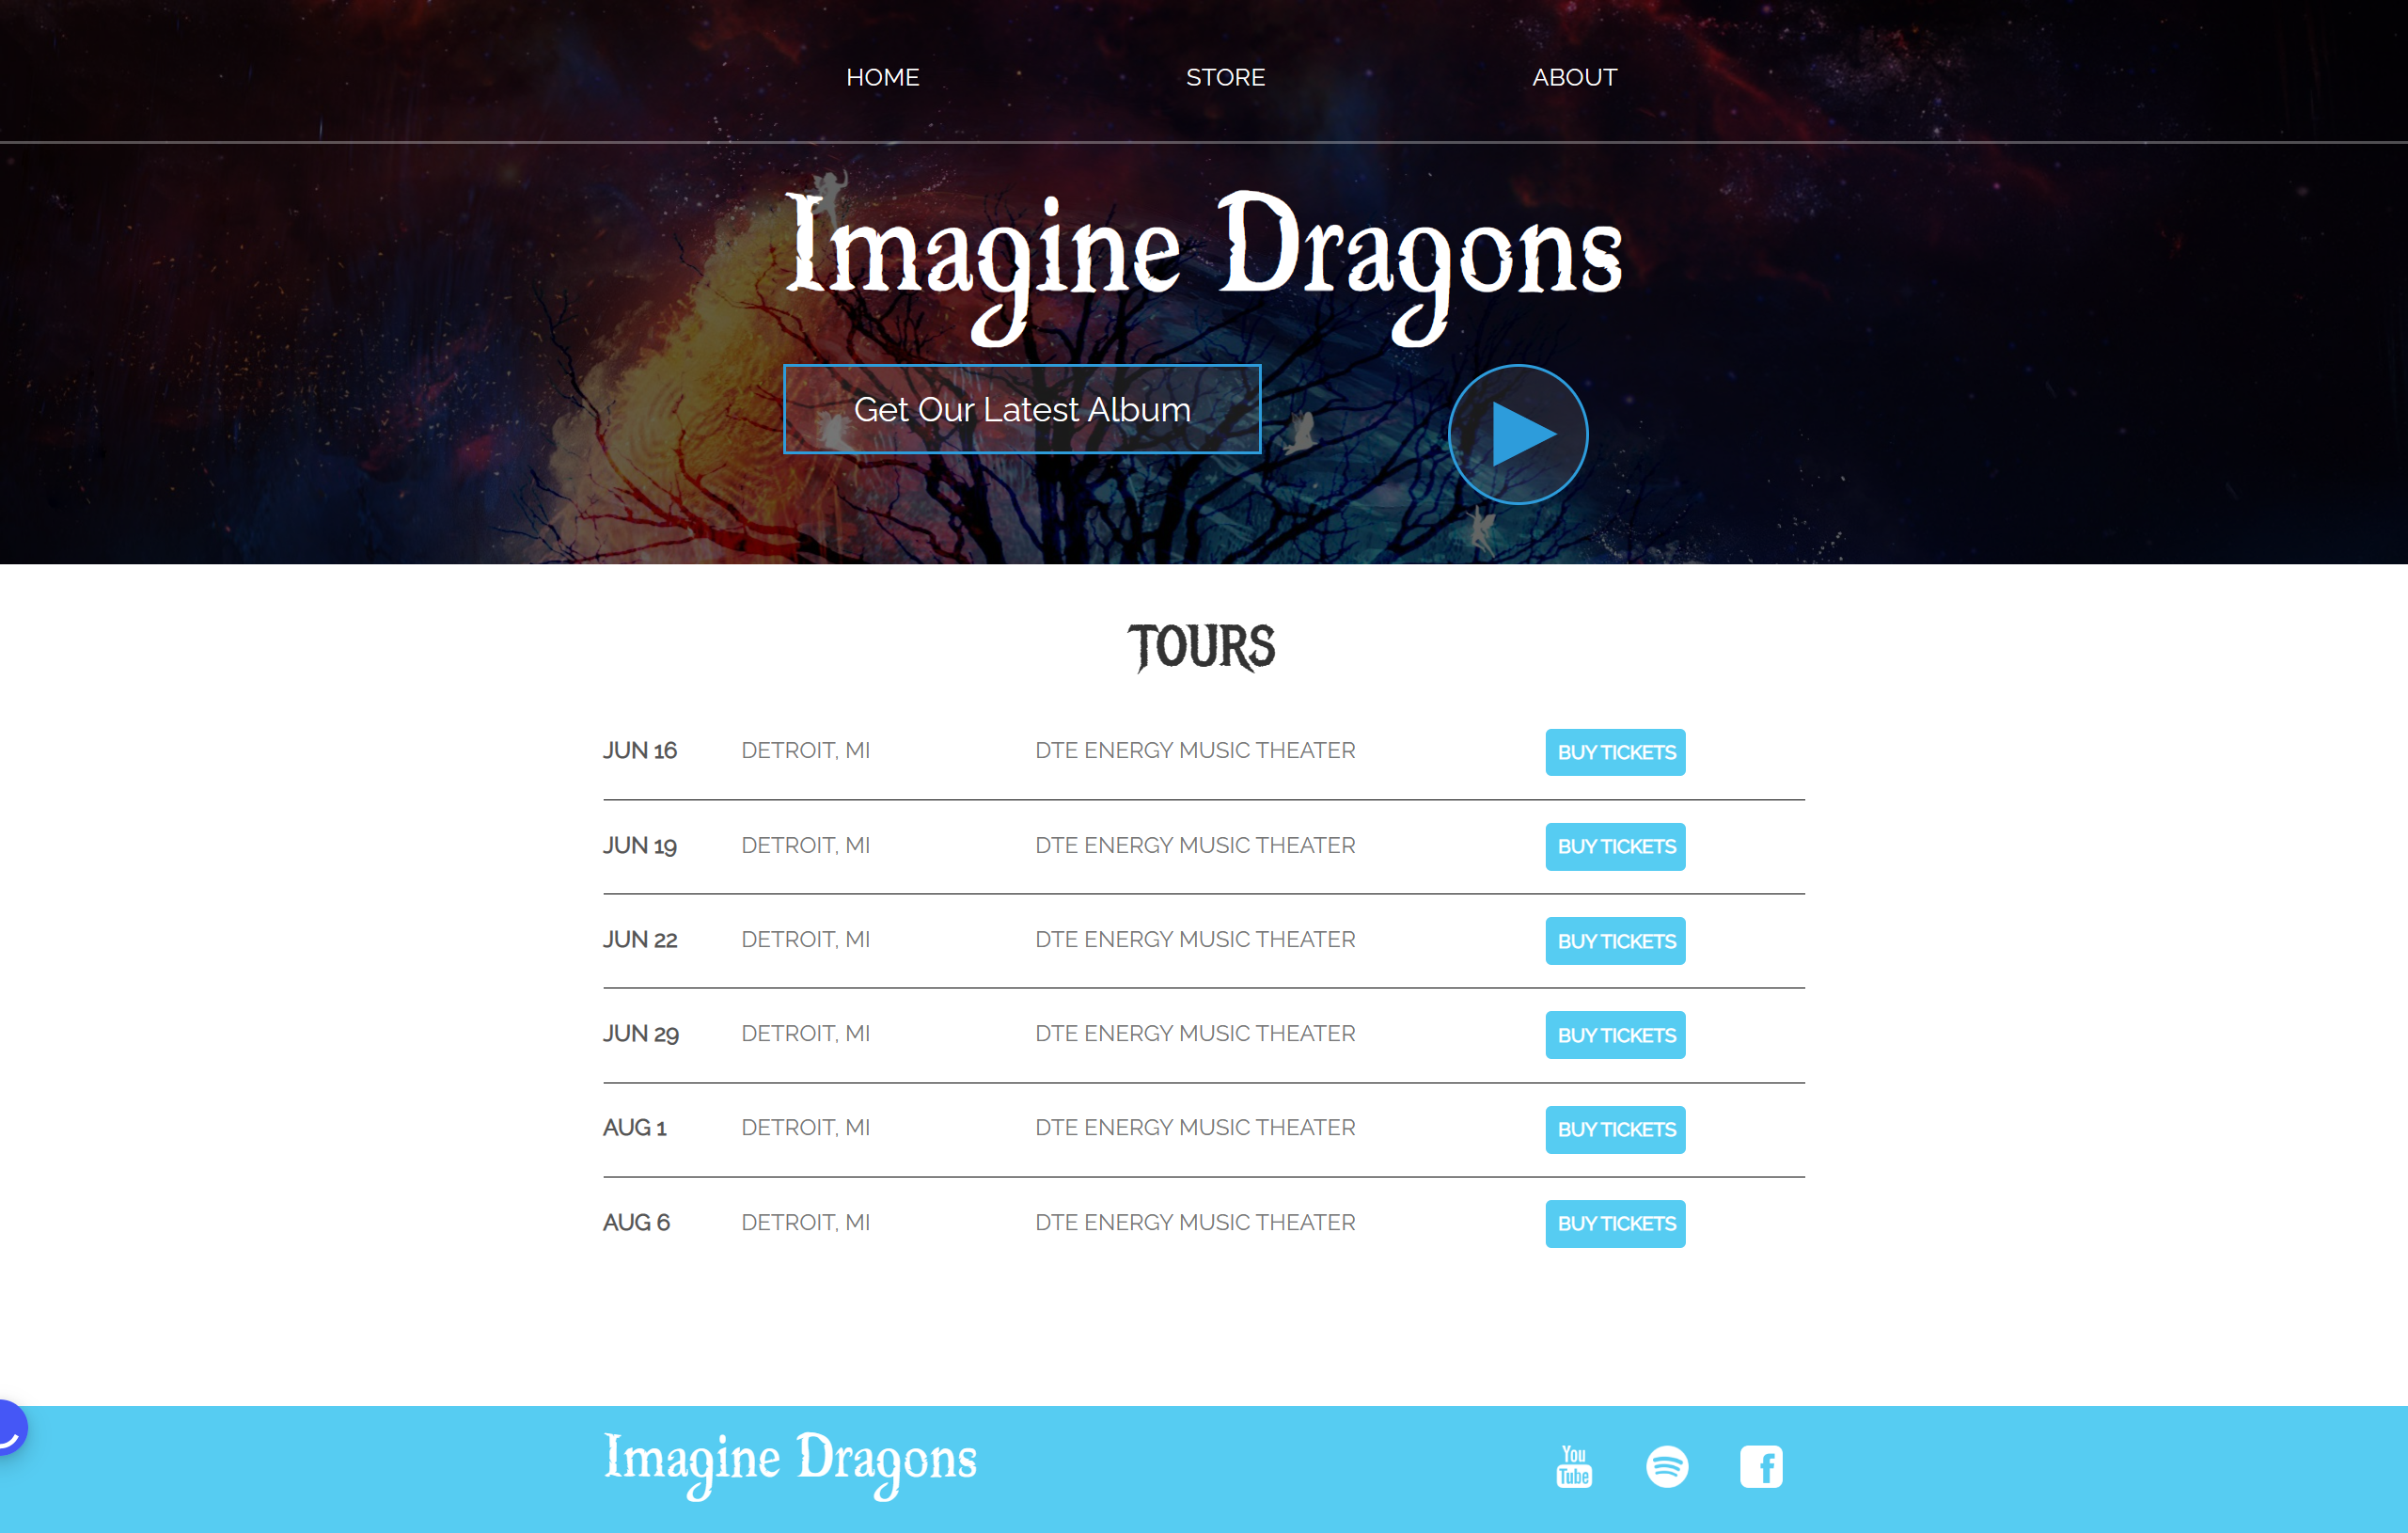 HOME STORE ABOUT
Imagine Dragons
Get Our Latest Album
TOURS
JUN 16 DETROIT, MI DTE ENERGY MUSIC THEATER BUY TICKETS
JUN 19 DETROIT, MI DTE ENERGY MUSIC THEATER BUY TICKETS
JUN 22 DETROIT, MI DTE ENERGY MUSIC THEATER BUY TICKETS
JUN 29 DETROIT, MI DTE ENERGY MUSIC THEATER BUY TICKETS
AUG 1 DETROIT, MI DTE ENERGY MUSIC THEATER BUY TICKETS
AUG 6 DETROIT, MI DTE ENERGY MUSIC THEATER BUY TICKETS
Imagine Dragons
You
Tube
f